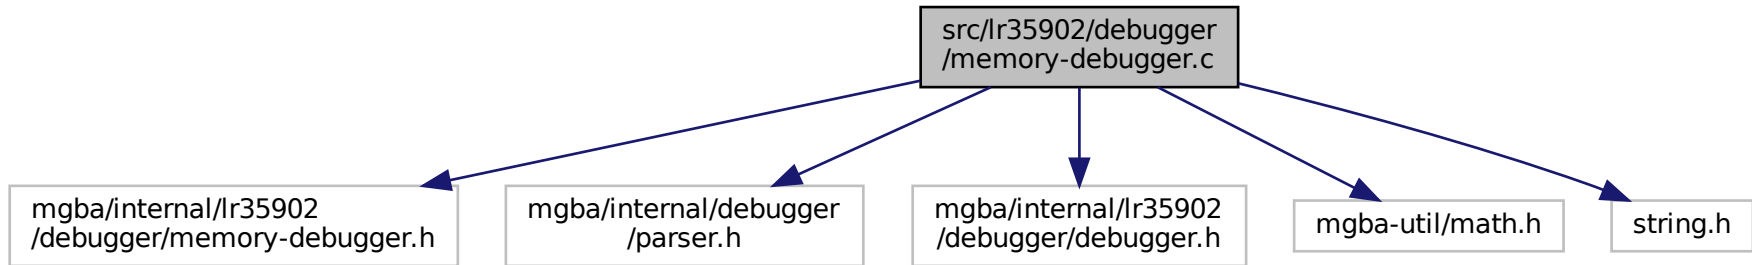 src/lr35902/debugger
/memory-debugger.c
mgba/internal/lr35902
/debugger/memory-debugger.h
mgba/internal/debugger
/parser.h
mgba/internal/lr35902
/debugger/debugger.h
mgba-util/math.h
string.h